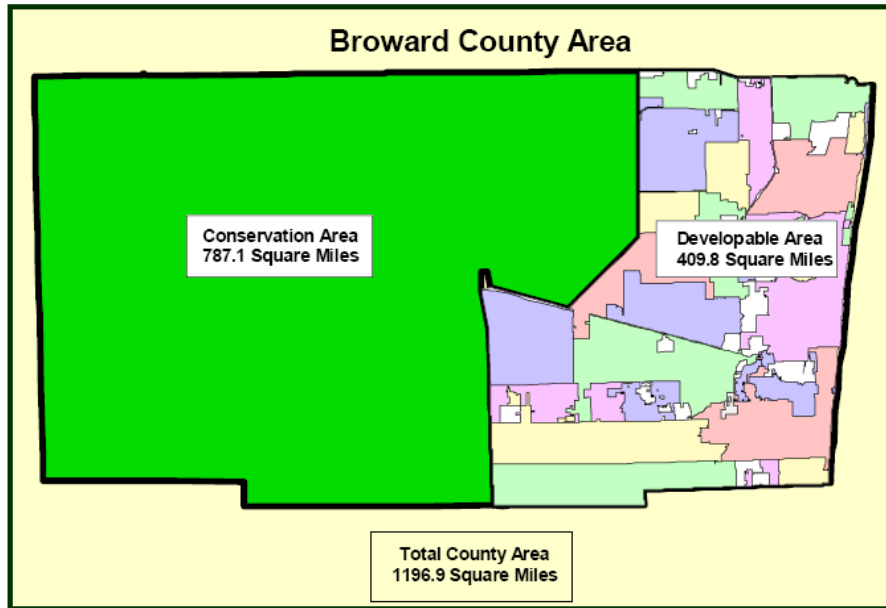 Broward County Area
Conservation Area
787.1 Square Miles
Developable Area
409.8 Square Miles
Total County Area
1196.9 Square Miles